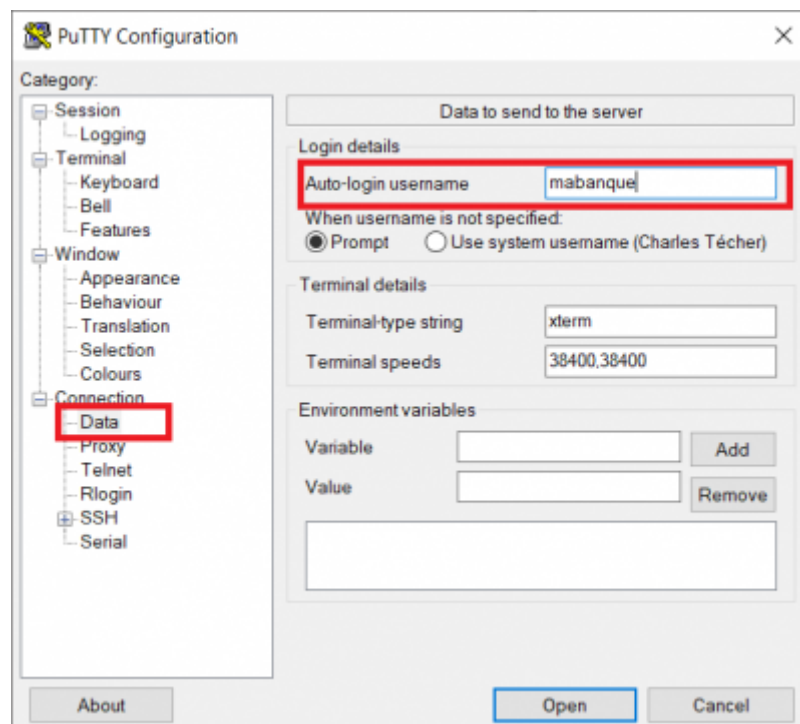 PuTTY Configuration
Category:
Session
Logging
Terminal
Keyboard
Bell
Features
Window
Appearance
Behaviour
Translation
Selection
Colours
Connection
Data
Proxy
Telnet
Rlogin
SSH
Serial
Data to send to the server
Login details
Auto-login username mabanque
When username is not specified:
Prompt Use system username (Charles Técher)
Terminal details
Terminal-type string xterm
Terminal speeds 38400,38400
Environment variables
Variable Add
Value Remove
About Open Cancel